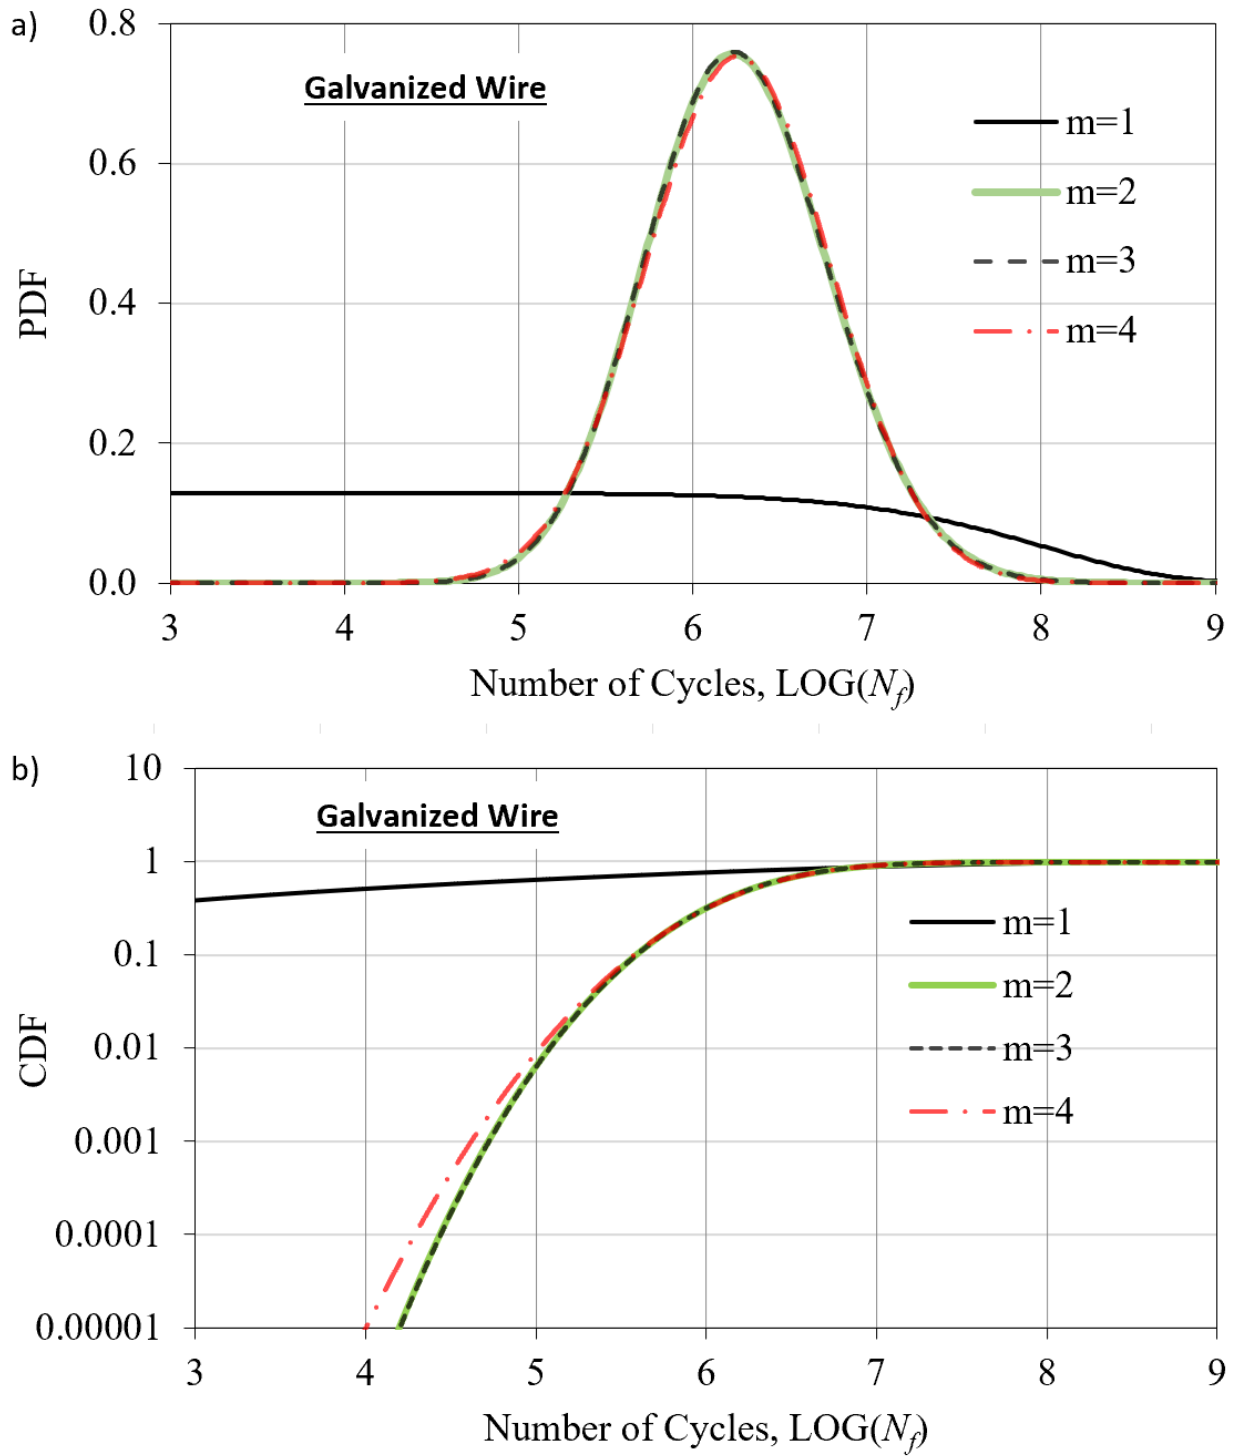 a)
0.8
Galvanized Wire
m=1
0.6
m=2
m=3
PDF
0.4
m=4
0.2
0.0
3 4 5 6 7 8 9
Number of Cycles, LOG(Nf)
b)
10
Galvanized Wire
1
m=1
0.1
m=2
CDF
0.01
m=3
m=4
0.001
0.0001
0.00001
3 4 5 6 7 8 9
Number of Cycles, LOG(Nf)